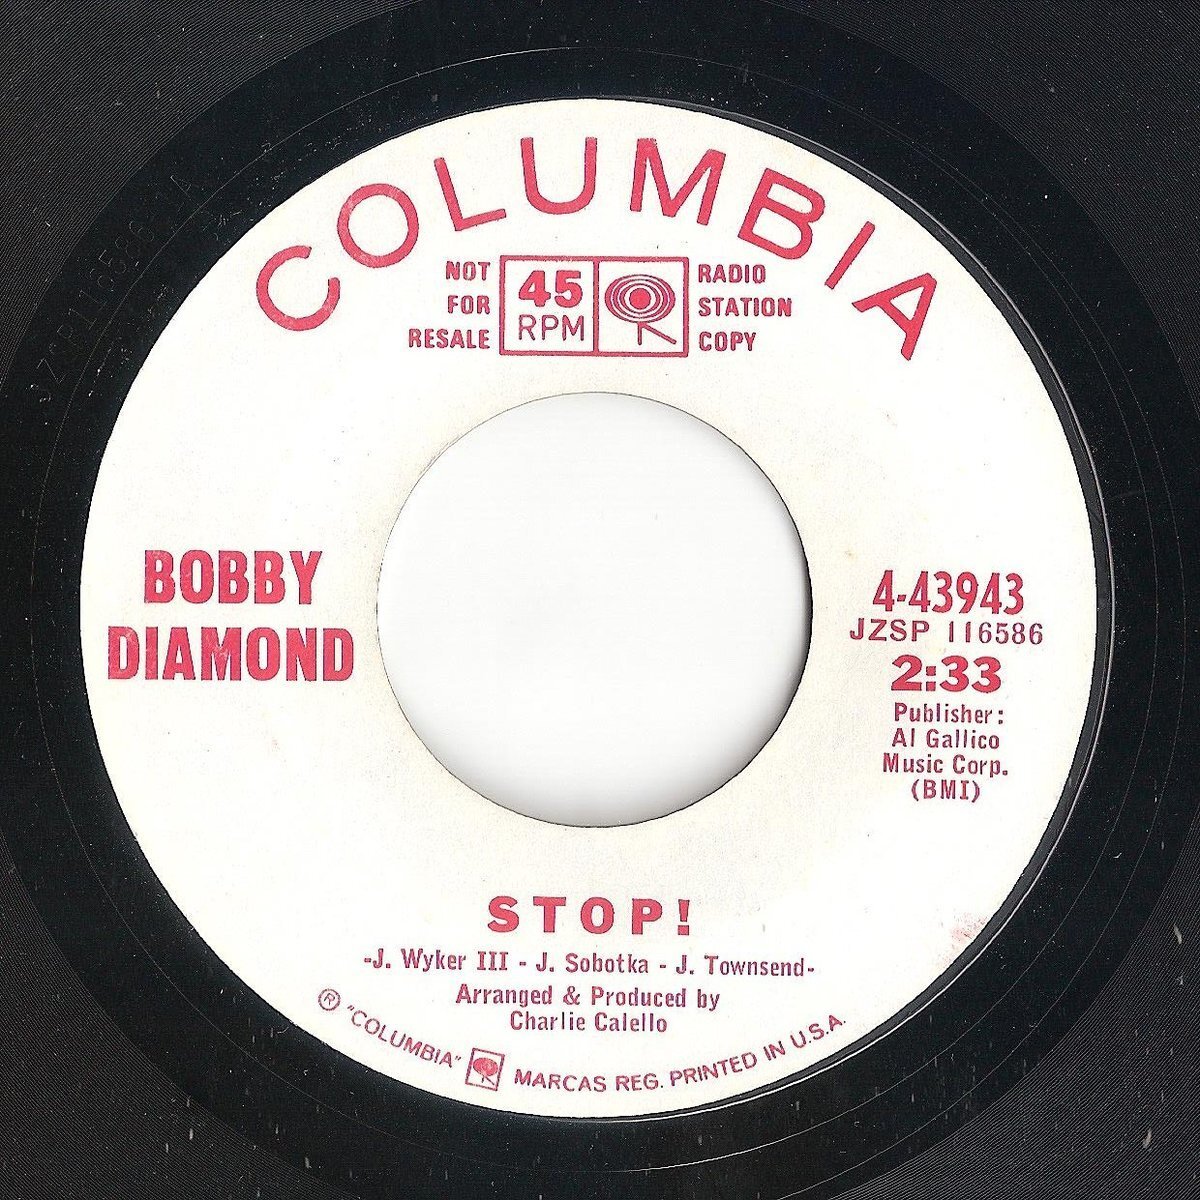 COLUMBIA
NOT
FOR
RESALE
45
RPM
RADIO
STATION
COPY
BOBBY
DIAMOND
4-43943
JZSP 116586
2:33
Publisher:
Al Gallico
Music Corp.
(BMI)
STOP!
-J. Wyker III - J. Sobotka - J. Townsend-
Arranged & Produced by
Charlie Calello
® "COLUMBIA" MARCAS REG. PRINTED IN U.S.A.